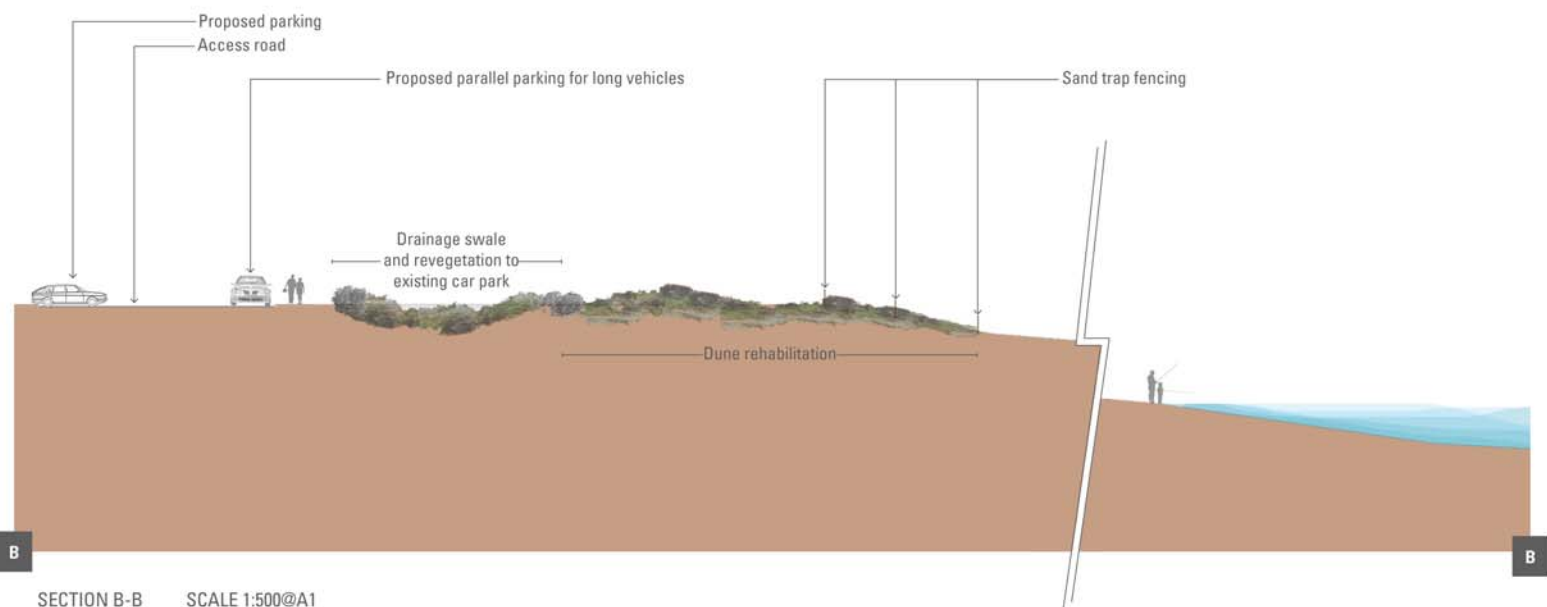 Proposed parking
Access road
Proposed parallel parking for long vehicles
Sand trap fencing
Drainage swale
and revegetation to
existing car park
Dune rehabilitation
B
B
SECTION B-B SCALE 1:500@A1